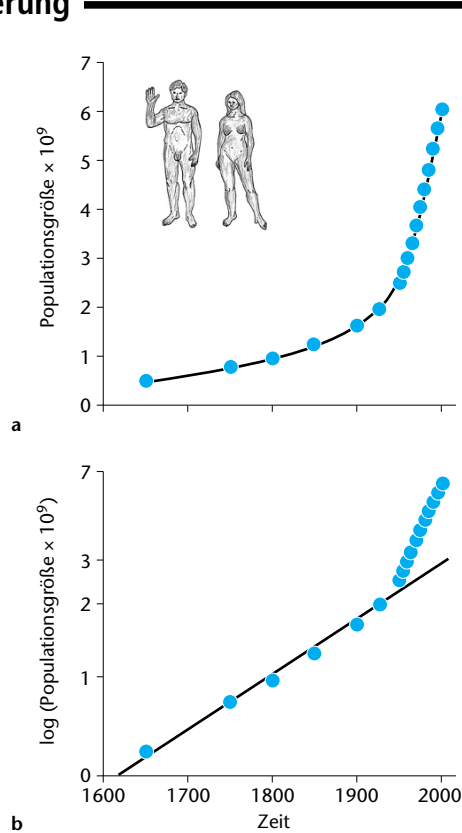 erung
7
6
5
4
3
2
1
0
Populationsgröße × 10⁹
a
7
3
2
1
0
log (Populationsgröße × 10⁹)
1600 1700 1800 1900 2000
Zeit
b